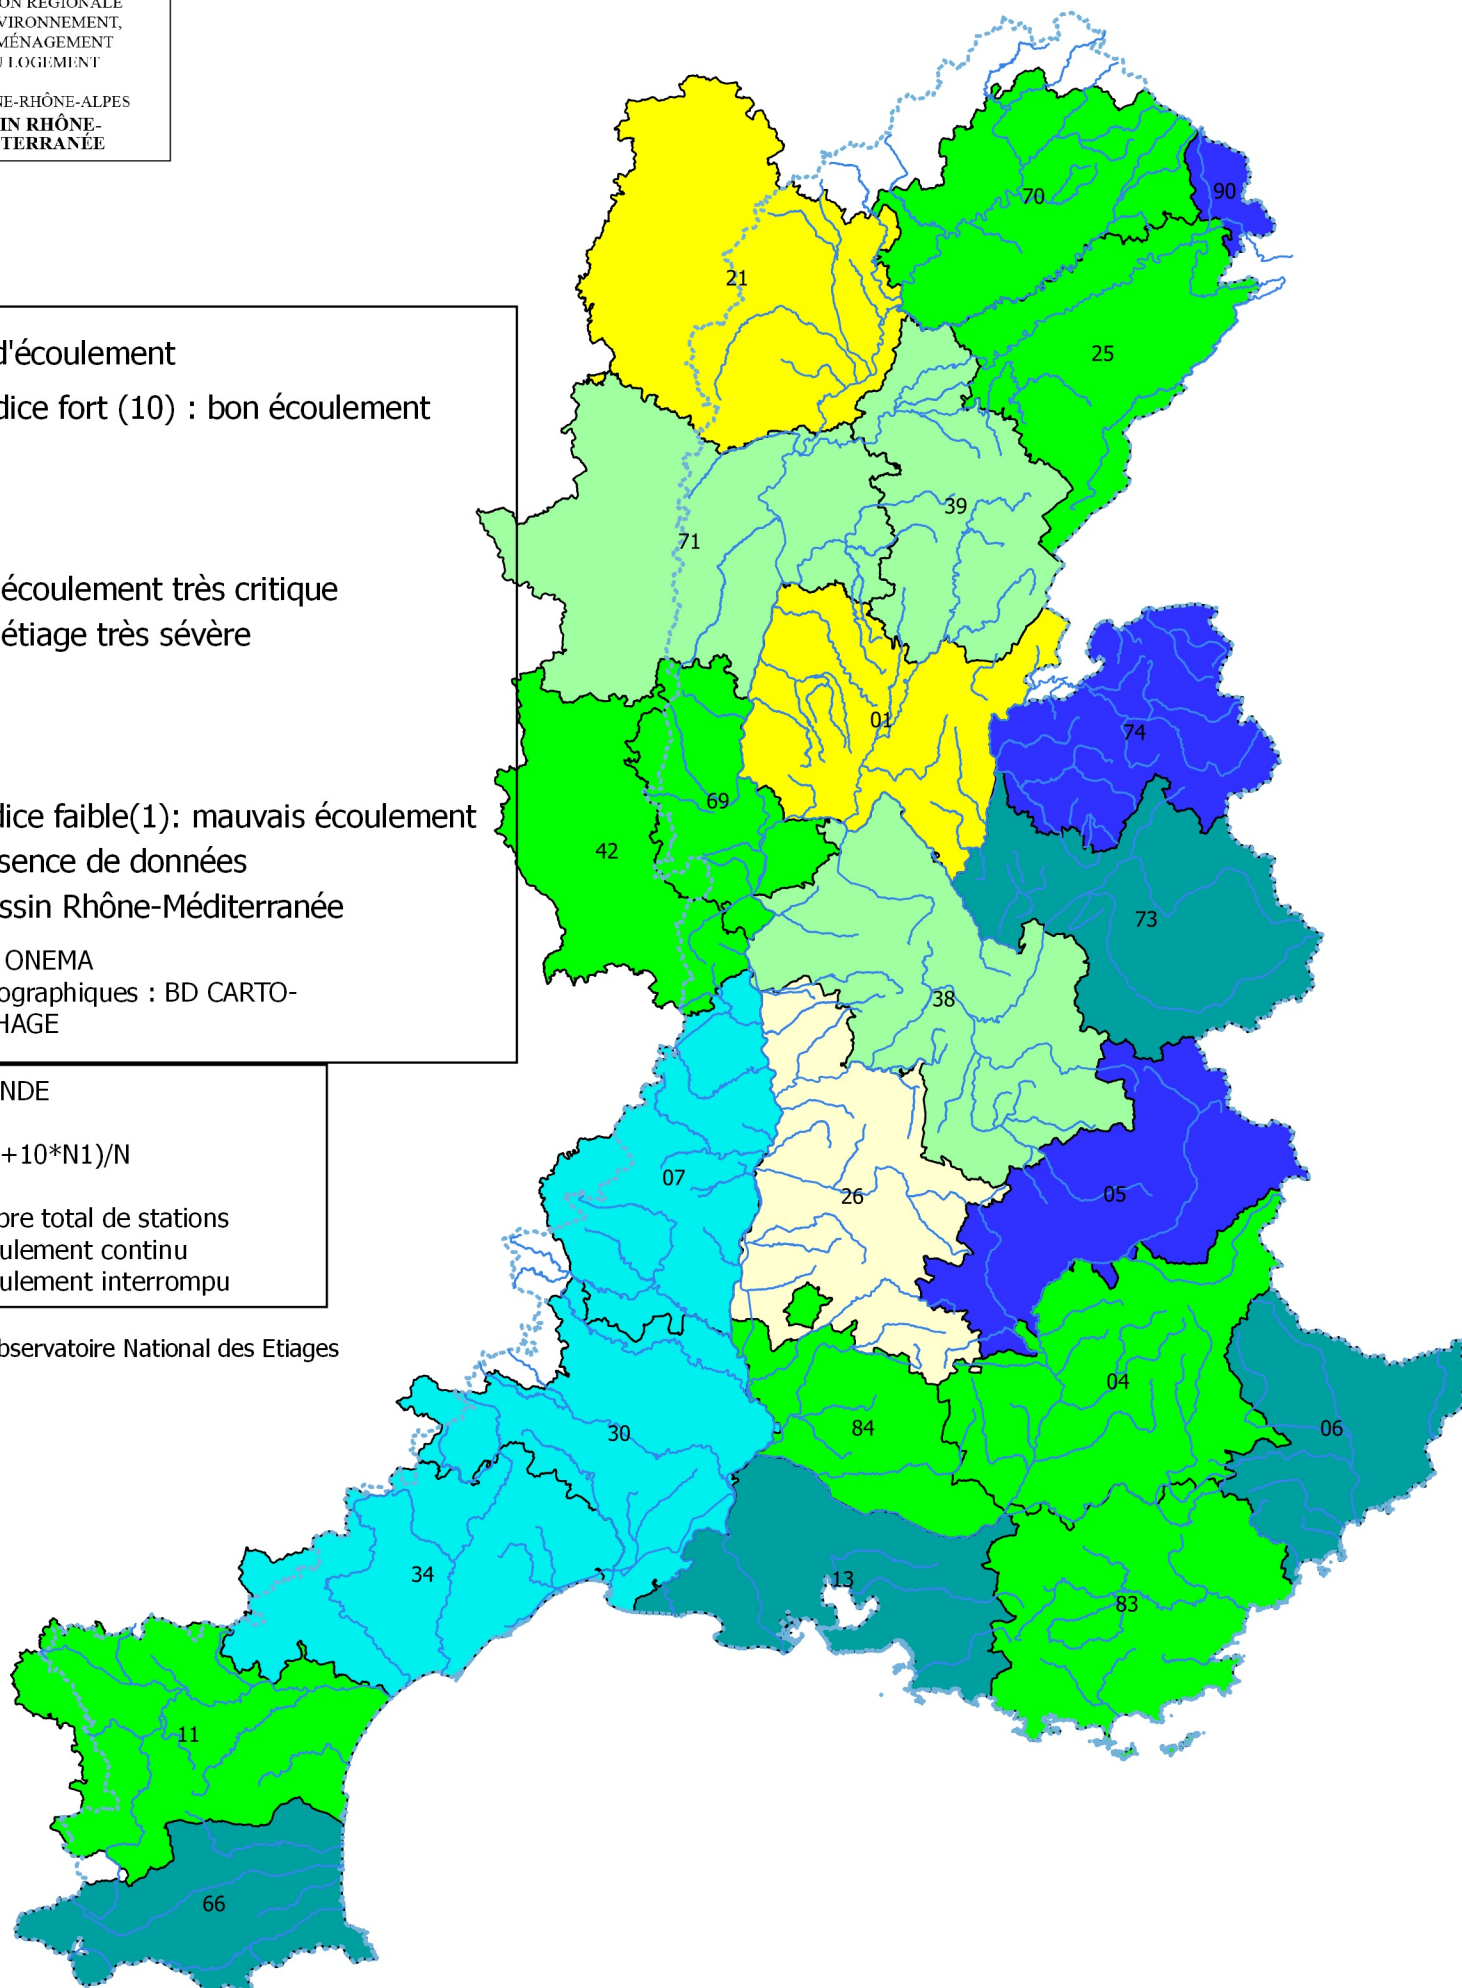 ON RÉGIONALE
VIRONNEMENT,
MÉNAGEMENT
U LOGEMENT
NE-RHÔNE-ALPES
IN RHÔNE-
TERRANÉE
d'écoulement
dice fort (10) : bon écoulement
écoulement très critique
étiage très sévère
dice faible(1): mauvais écoulement
sence de données
ssin Rhône-Méditerranée
ONEMA
ographiques : BD CARTO-
HAGE
NDE
+10*N1)/N
bre total de stations
ulement continu
ulement interrompu
bservatoire National des Etiages
90
70
21
25
39
71
01
74
69
42
73
38
07
26
05
04
06
84
30
34
13
83
11
66